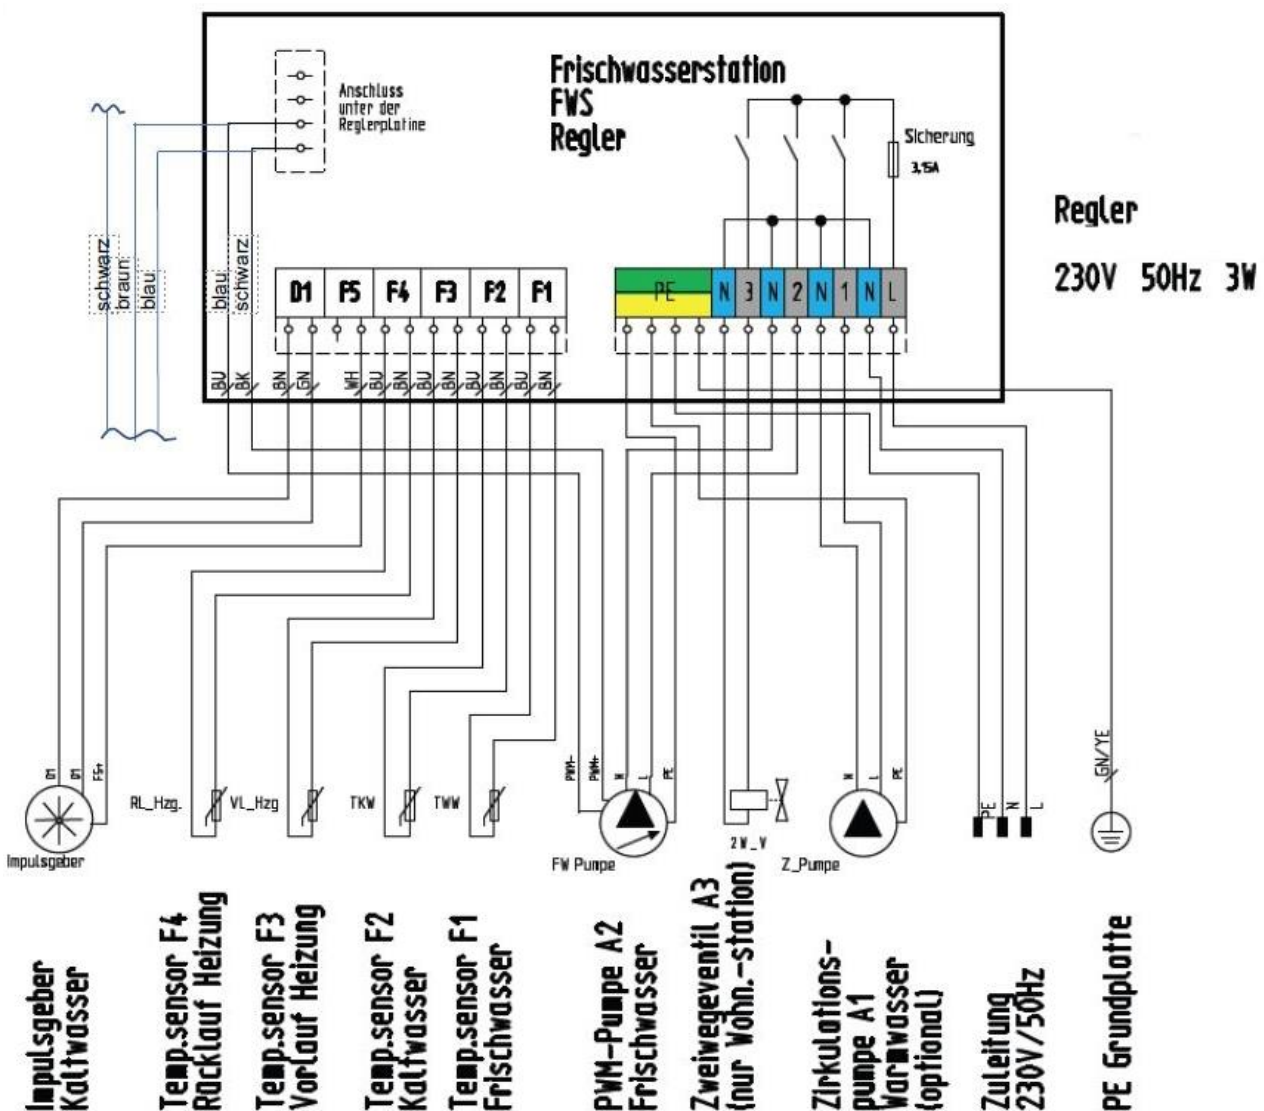 Frischwasserstation
FWS
Regler
Anschluss
unter der
Reglerplatine
Sicherung
3,15A
Regler
230V 50Hz 3W
schwarz
braun
blau
blau
schwarz
D1 F5 F4 F3 F2 F1
PE N 3 N 2 N 1 N L
BU BK BN GN WH BU BN BU BN BU BN BU BN
D1 D1 F5+
Impulsgeber
RL_Hzg.
VL_Hzg
TKW
TWW
PWM- PWM+ N L PE
FW Pumpe
2W_V
N L PE
Z_Pumpe
PE N L
GN/YE
Impulsgeber
Kaltwasser
Temp.sensor F4
Rücklauf Heizung
Temp.sensor F3
Vorlauf Heizung
Temp.sensor F2
Kaltwasser
Temp.sensor F1
Frischwasser
PWM-Pumpe A2
Frischwasser
Zweiwegeventil A3
(nur Wohn.-station)
Zirkulations-
pumpe A1
Warmwasser
(optional)
Zuleitung
230V/50Hz
PE Grundplatte